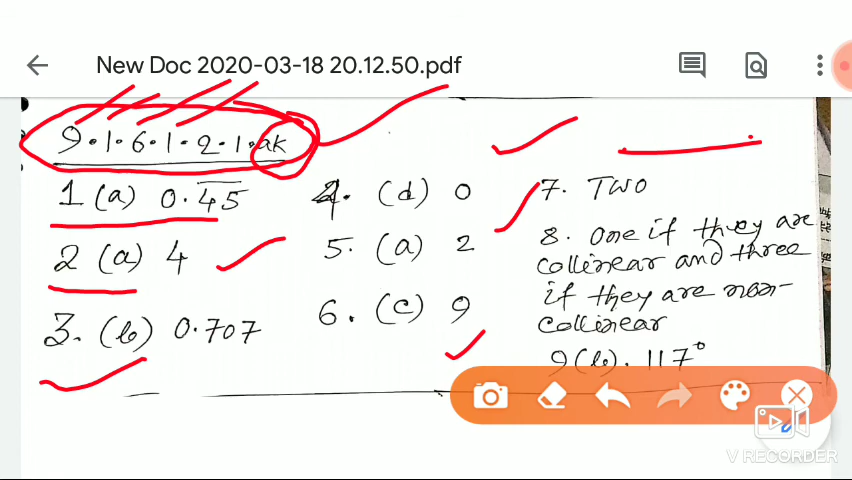 New Doc 2020-03-18 20.12.50.pdf
9.1.6.1.2.1.ak
1 (a) 0.4̅5̅
2 (a) 4
3. (b) 0.707
4. (d) 0
5. (a) 2
6. (c) 9
7. TWO
8. One if they are
collinear and three
if they are non-
collinear
9(b). 117°
V RECORDER